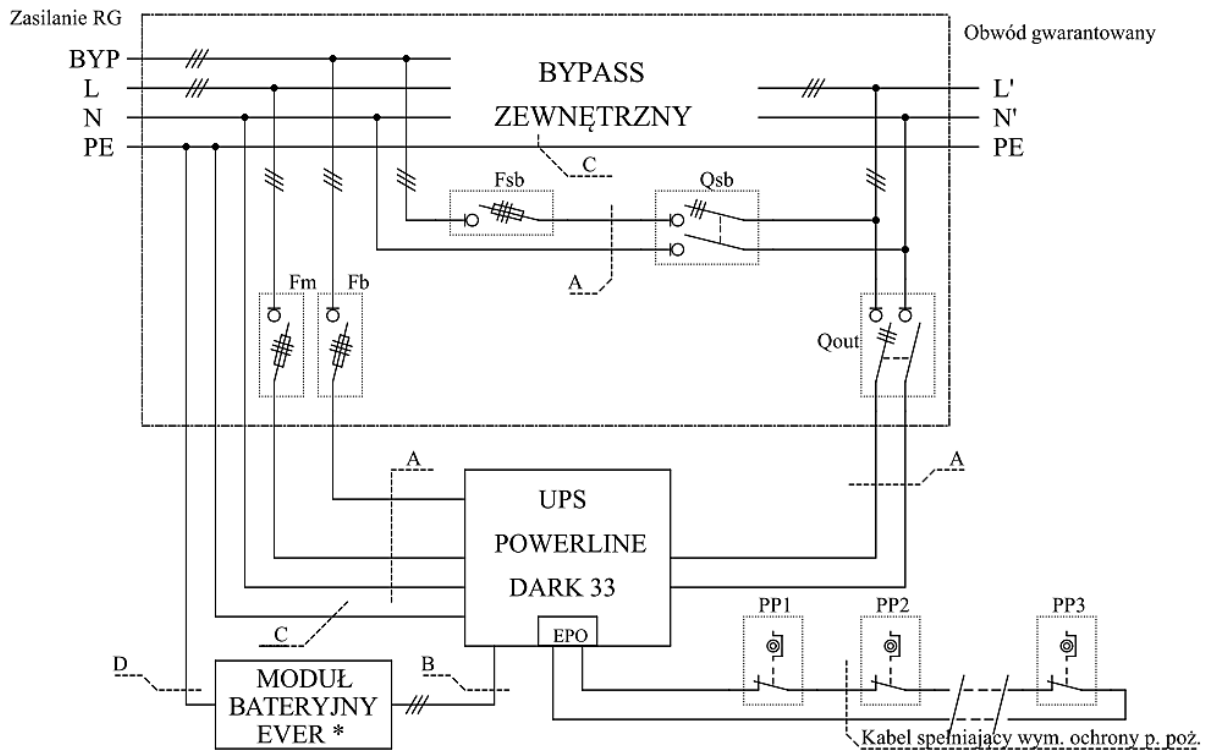 Zasilanie RG
Obwód gwarantowany
BYP
L
N
PE
BYPASS
ZEWNĘTRZNY
L'
N'
PE
C
Fsb
Qsb
A
Fm
Fb
Qout
A
A
UPS
POWERLINE
DARK 33
EPO
PP1
PP2
PP3
C
D
B
MODUŁ
BATERYJNY
EVER *
Kabel spełniający wym. ochrony p. poż.